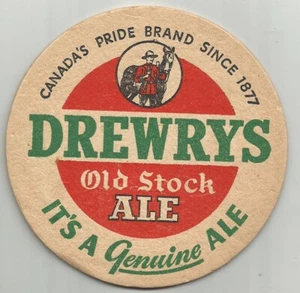 CANADA'S PRIDE BRAND SINCE 1877
DREWRYS
Old Stock
ALE
IT'S A Genuine ALE